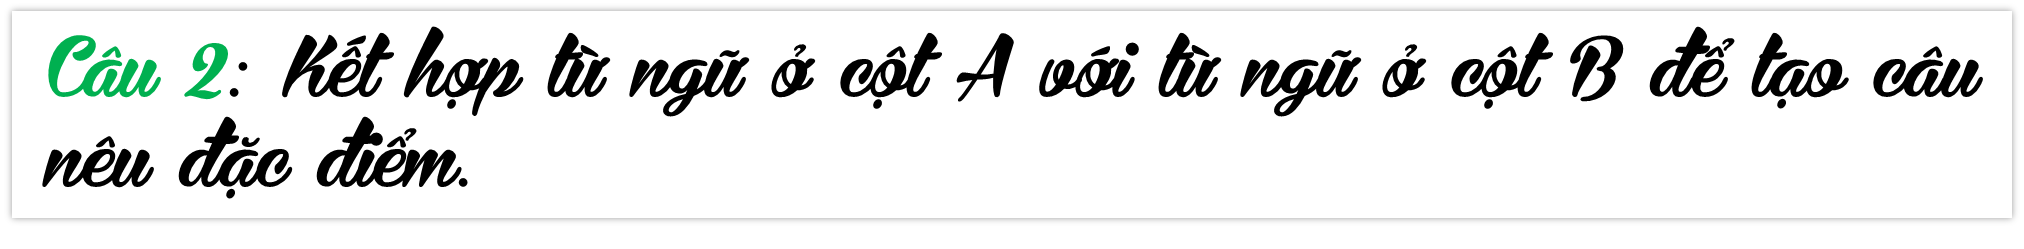 Câu 2: Kết hợp từ ngữ ở cột A với từ ngữ ở cột B để tạo câu
nêu đặc điểm.